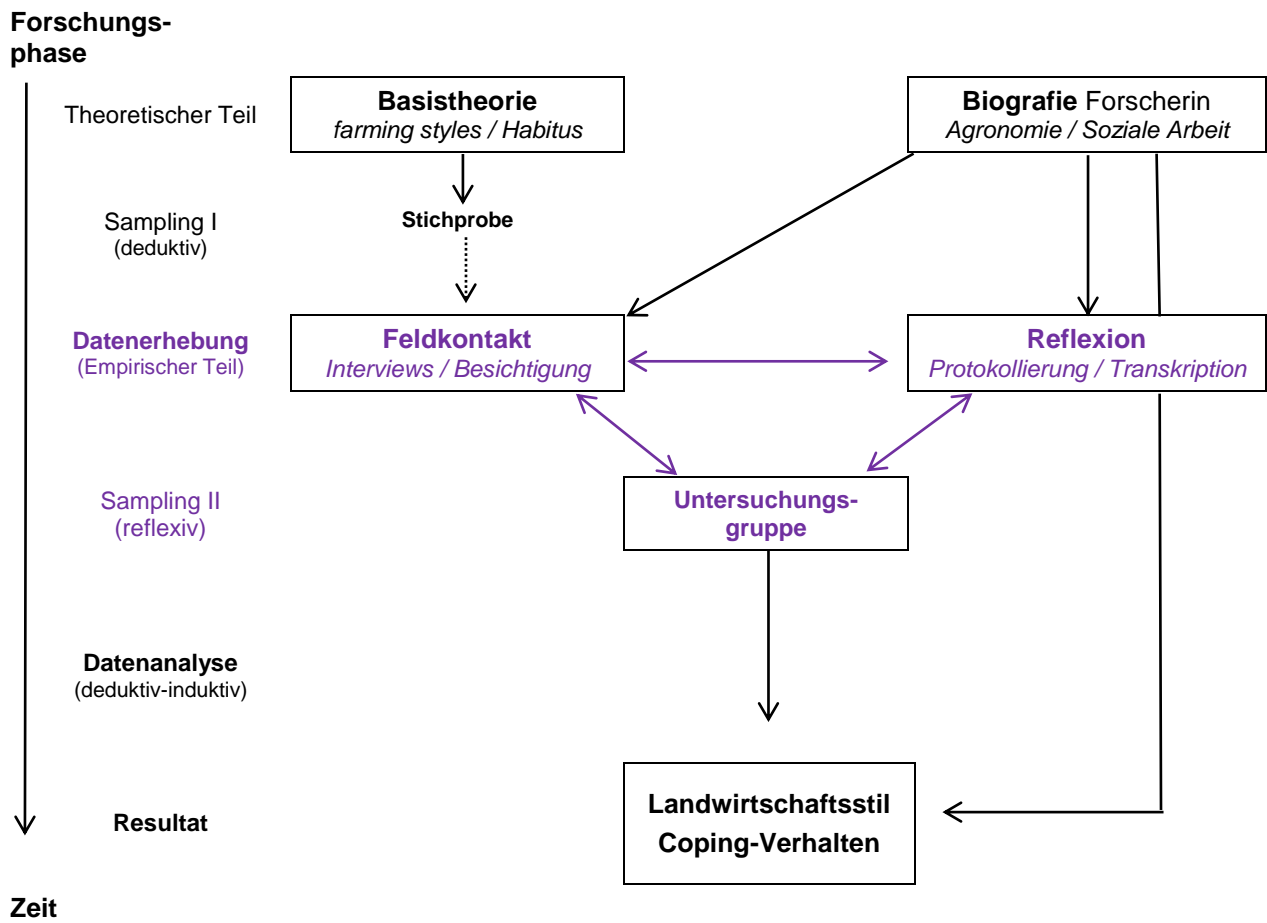 Forschungs-
phase
Theoretischer Teil
Basistheorie
farming styles / Habitus
Biografie Forscherin
Agronomie / Soziale Arbeit
Sampling I
(deduktiv)
Stichprobe
Datenerhebung
(Empirischer Teil)
Feldkontakt
Interviews / Besichtigung
Reflexion
Protokollierung / Transkription
Sampling II
(reflexiv)
Untersuchungs-
gruppe
Datenanalyse
(deduktiv-induktiv)
Resultat
Landwirtschaftsstil
Coping-Verhalten
Zeit